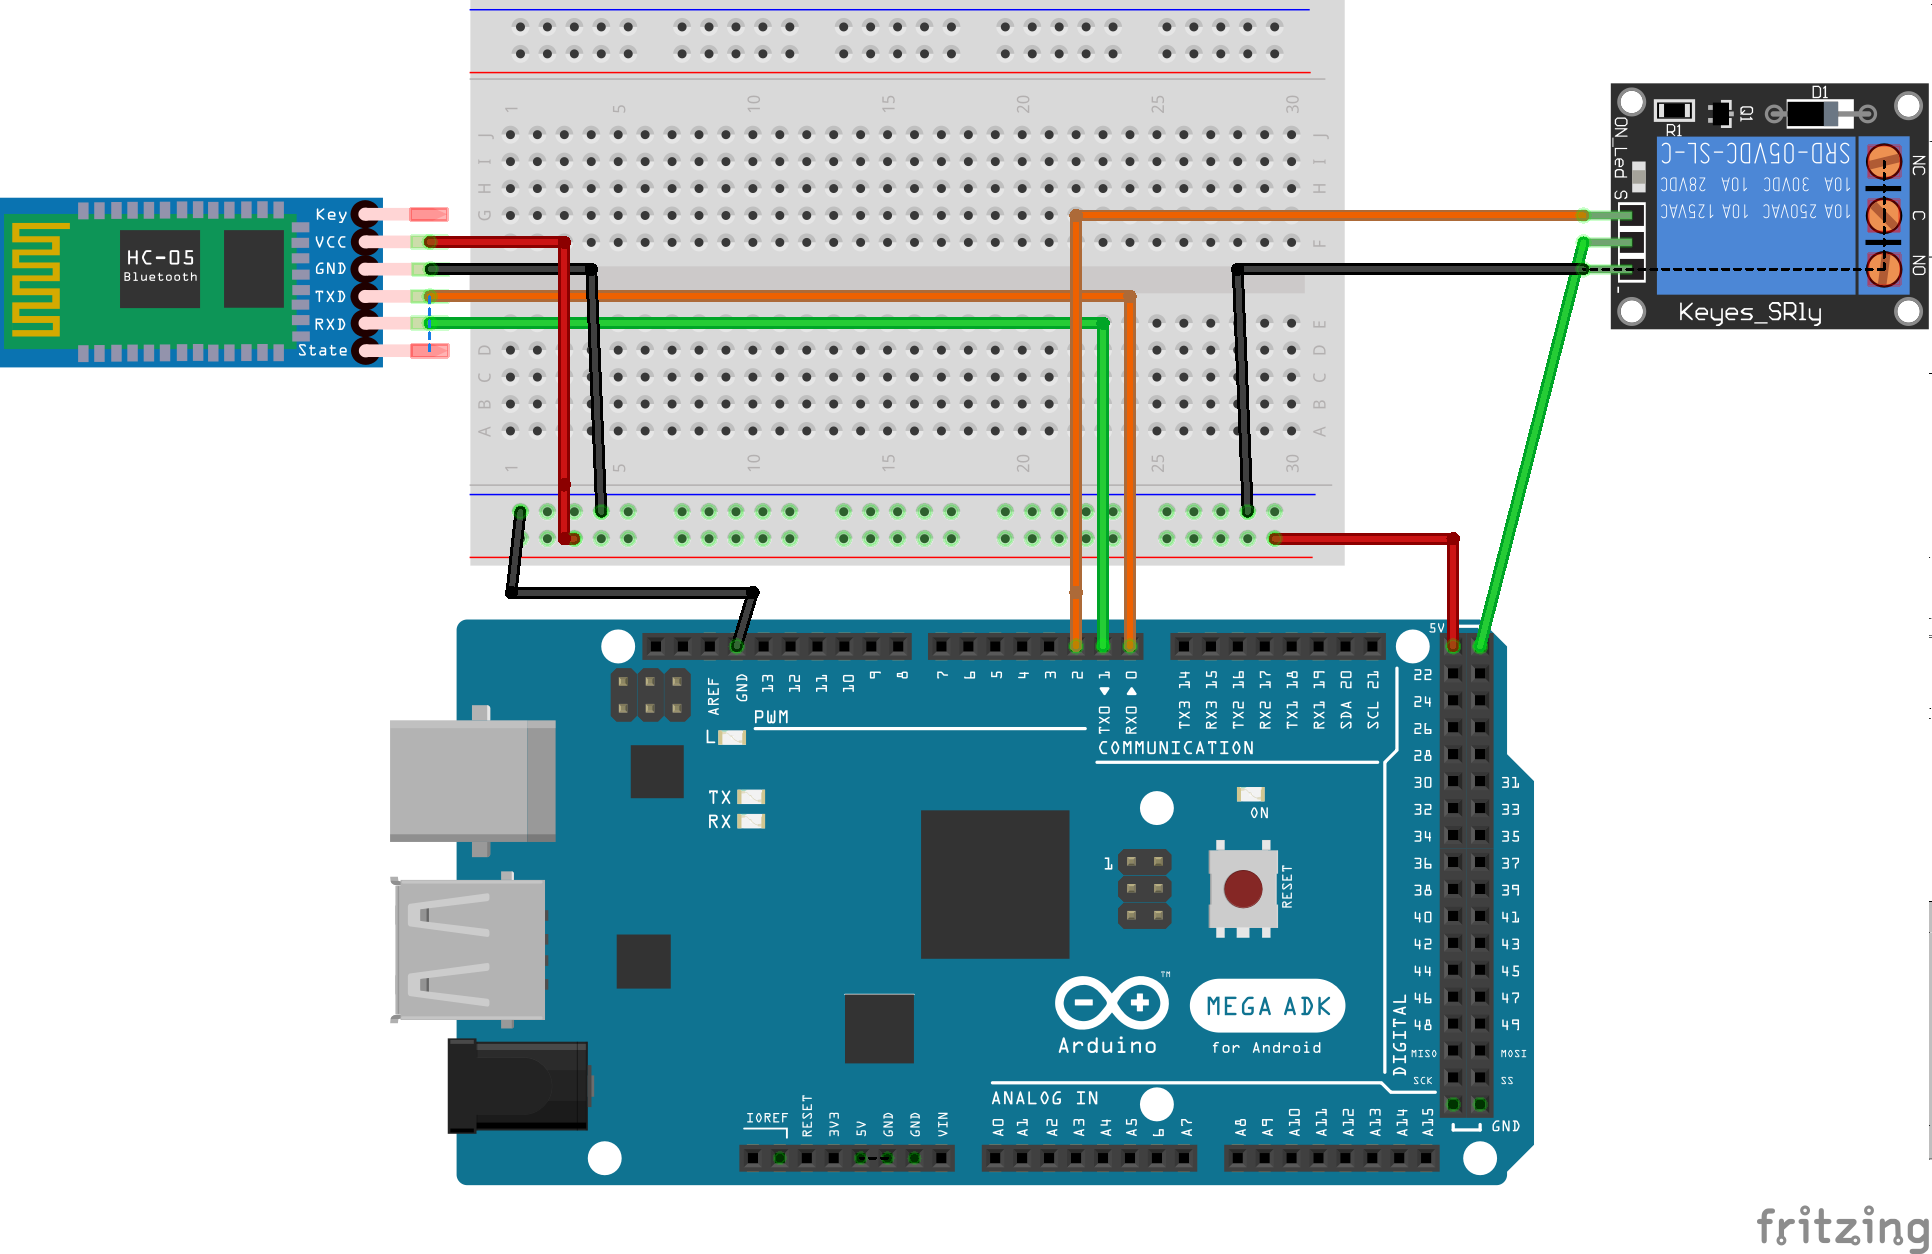 1 5 10 15 20 25 30
J J
I I
H H
G G
F F
E E
D D
C C
B B
A A
1 5 10 15 20 25 30
HC-05
Bluetooth
Key
VCC
GND
TXD
RXD
State
D1
Q1
R1
ON_Led
S
-
SRD-05VDC-SL-C
10A 30VDC 10A 28VDC
10A 250VAC 10A 125VAC
NC
C
NO
Keyes_SRly
5V
AREF
GND
13
12
11
10
9
8
7
6
5
4
3
2
TX0 1
RX0 0
TX3 14
RX3 15
TX2 16
RX2 17
TX1 18
RX1 19
SDA 20
SCL 21
PWM
COMMUNICATION
L
TX
RX
ON
1
RESET
22
24
26
28
30 31
32 33
34 35
36 37
38 39
40 41
42 43
44 45
46 47
48 49
MISO MOSI
SCK SS
GND
DIGITAL
TM
Arduino
MEGA ADK
for Android
ANALOG IN
IOREF
RESET
3V3
5V
GND
GND
VIN
A0
A1
A2
A3
A4
A5
6
A7
A8
A9
A10
A11
A12
A13
A14
A15
fritzing